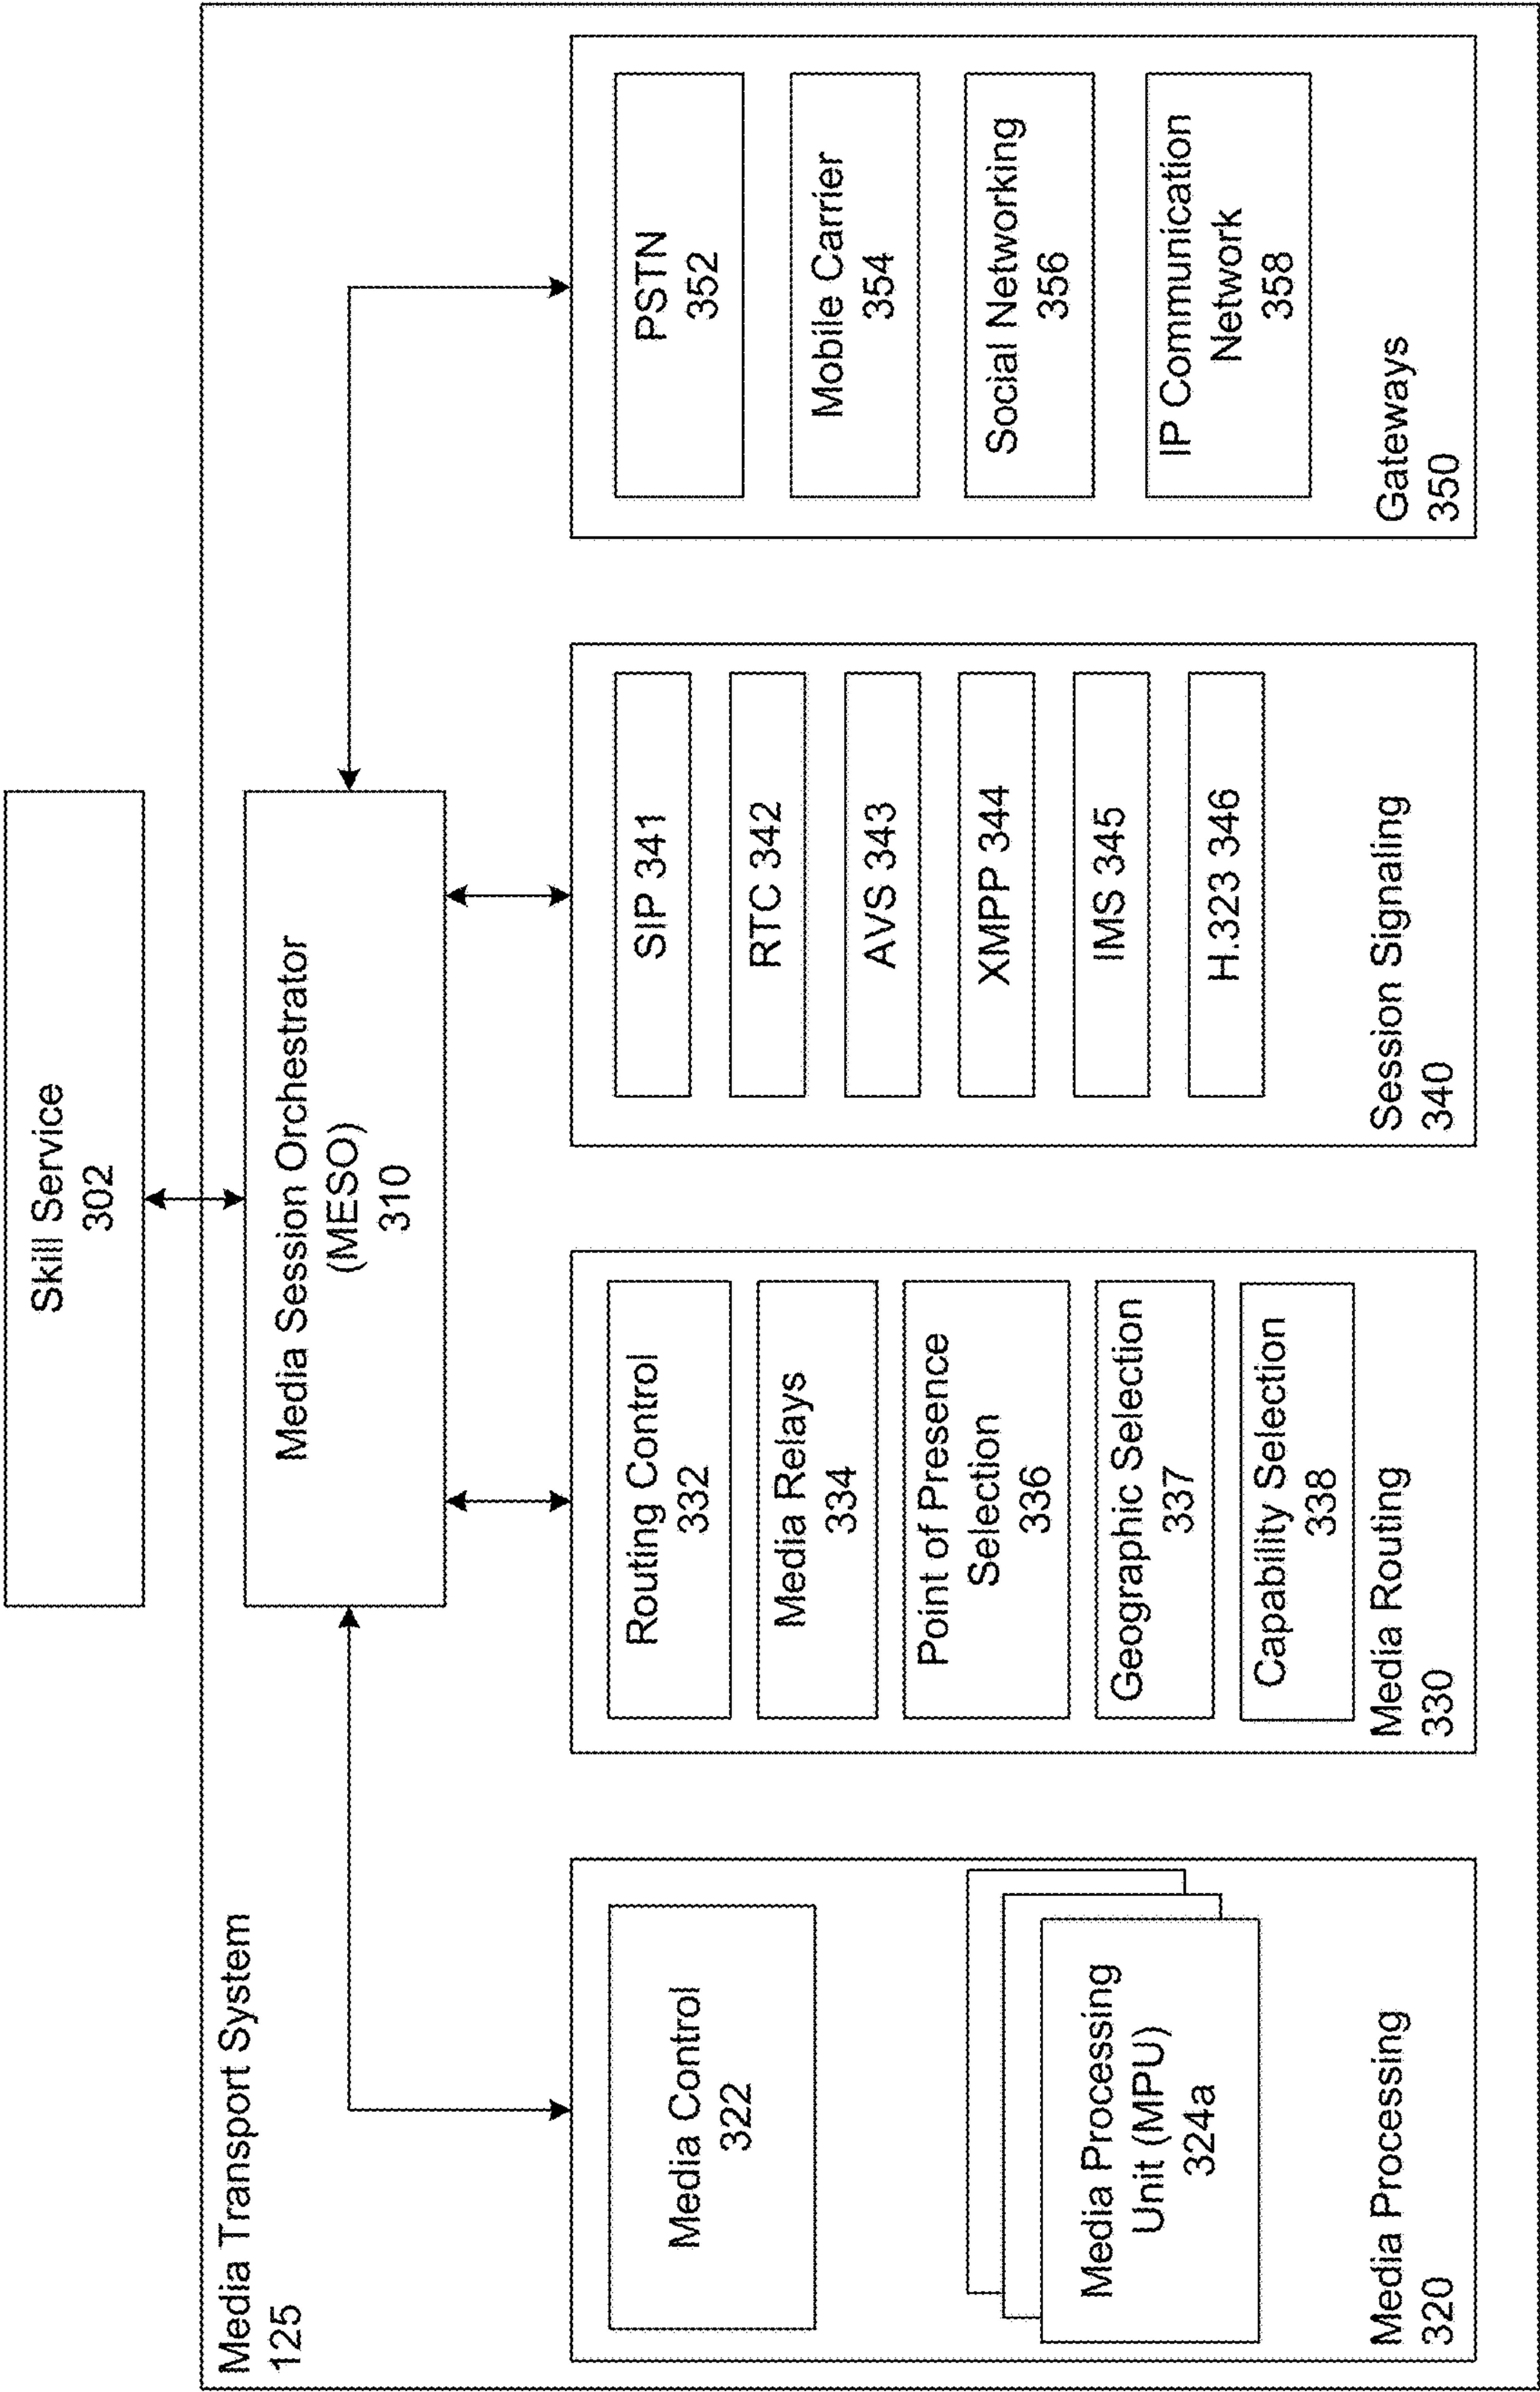 Skill Service
302
Media Transport System
125
Media Session Orchestrator
(MESO)
310
Media Control
322
Media Processing
Unit (MPU)
324a
Media Processing
320
Routing Control
332
Media Relays
334
Point of Presence
Selection
336
Geographic Selection
337
Capability Selection
338
Media Routing
330
SIP 341
RTC 342
AVS 343
XMPP 344
IMS 345
H.323 346
Session Signaling
340
PSTN
352
Mobile Carrier
354
Social Networking
356
IP Communication
Network
358
Gateways
350